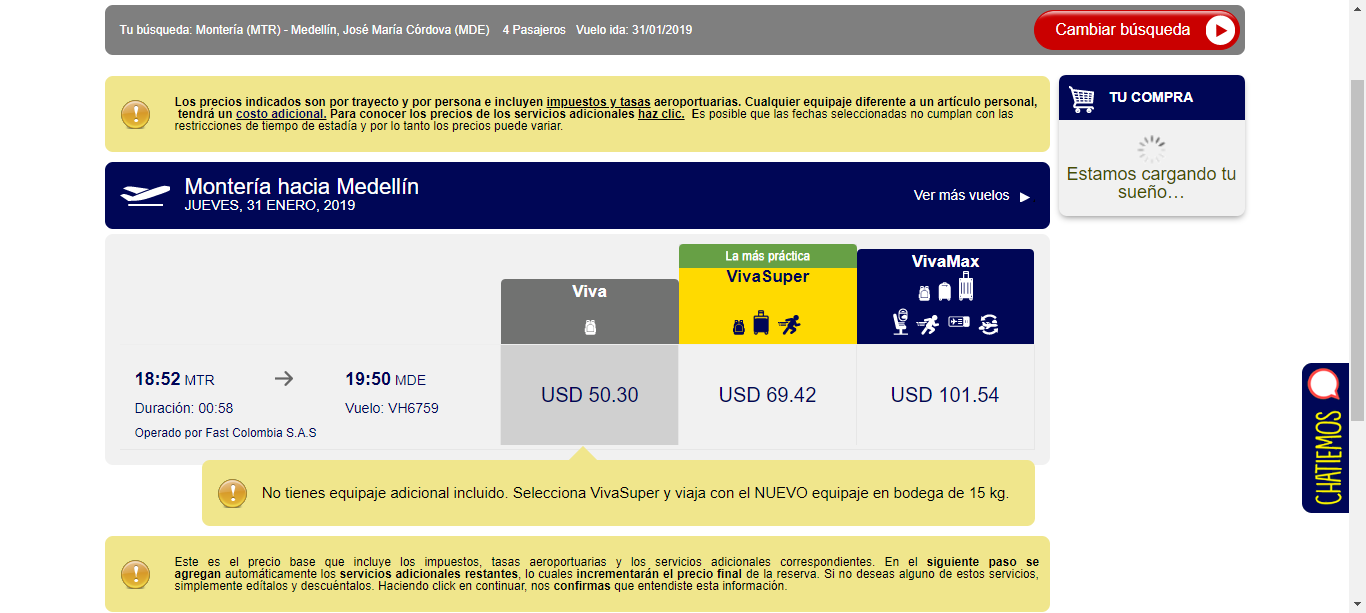 Tu búsqueda: Montería (MTR) - Medellín, José María Córdova (MDE) 4 Pasajeros Vuelo ida: 31/01/2019
Cambiar búsqueda
Los precios indicados son por trayecto y por persona e incluyen impuestos y tasas aeroportuarias. Cualquier equipaje diferente a un artículo personal,
tendrá un costo adicional. Para conocer los precios de los servicios adicionales haz clic. Es posible que las fechas seleccionadas no cumplan con las
restricciones de tiempo de estadía y por lo tanto los precios puede variar.
TU COMPRA
Estamos cargando tu
sueño…
Montería hacia Medellín
JUEVES, 31 ENERO, 2019
Ver más vuelos
La más práctica
Viva
VivaSuper
VivaMax
18:52 MTR
19:50 MDE
Duración: 00:58
Vuelo: VH6759
Operado por Fast Colombia S.A.S
USD 50.30
USD 69.42
USD 101.54
CHATIEMOS
No tienes equipaje adicional incluido. Selecciona VivaSuper y viaja con el NUEVO equipaje en bodega de 15 kg.
Este es el precio base que incluye los impuestos, tasas aeroportuarias y los servicios adicionales correspondientes. En el siguiente paso se
agregan automáticamente los servicios adicionales restantes, lo cuales incrementarán el precio final de la reserva. Si no deseas alguno de estos servicios,
simplemente edítalos y descuéntalos. Haciendo click en continuar, nos confirmas que entendiste esta información.